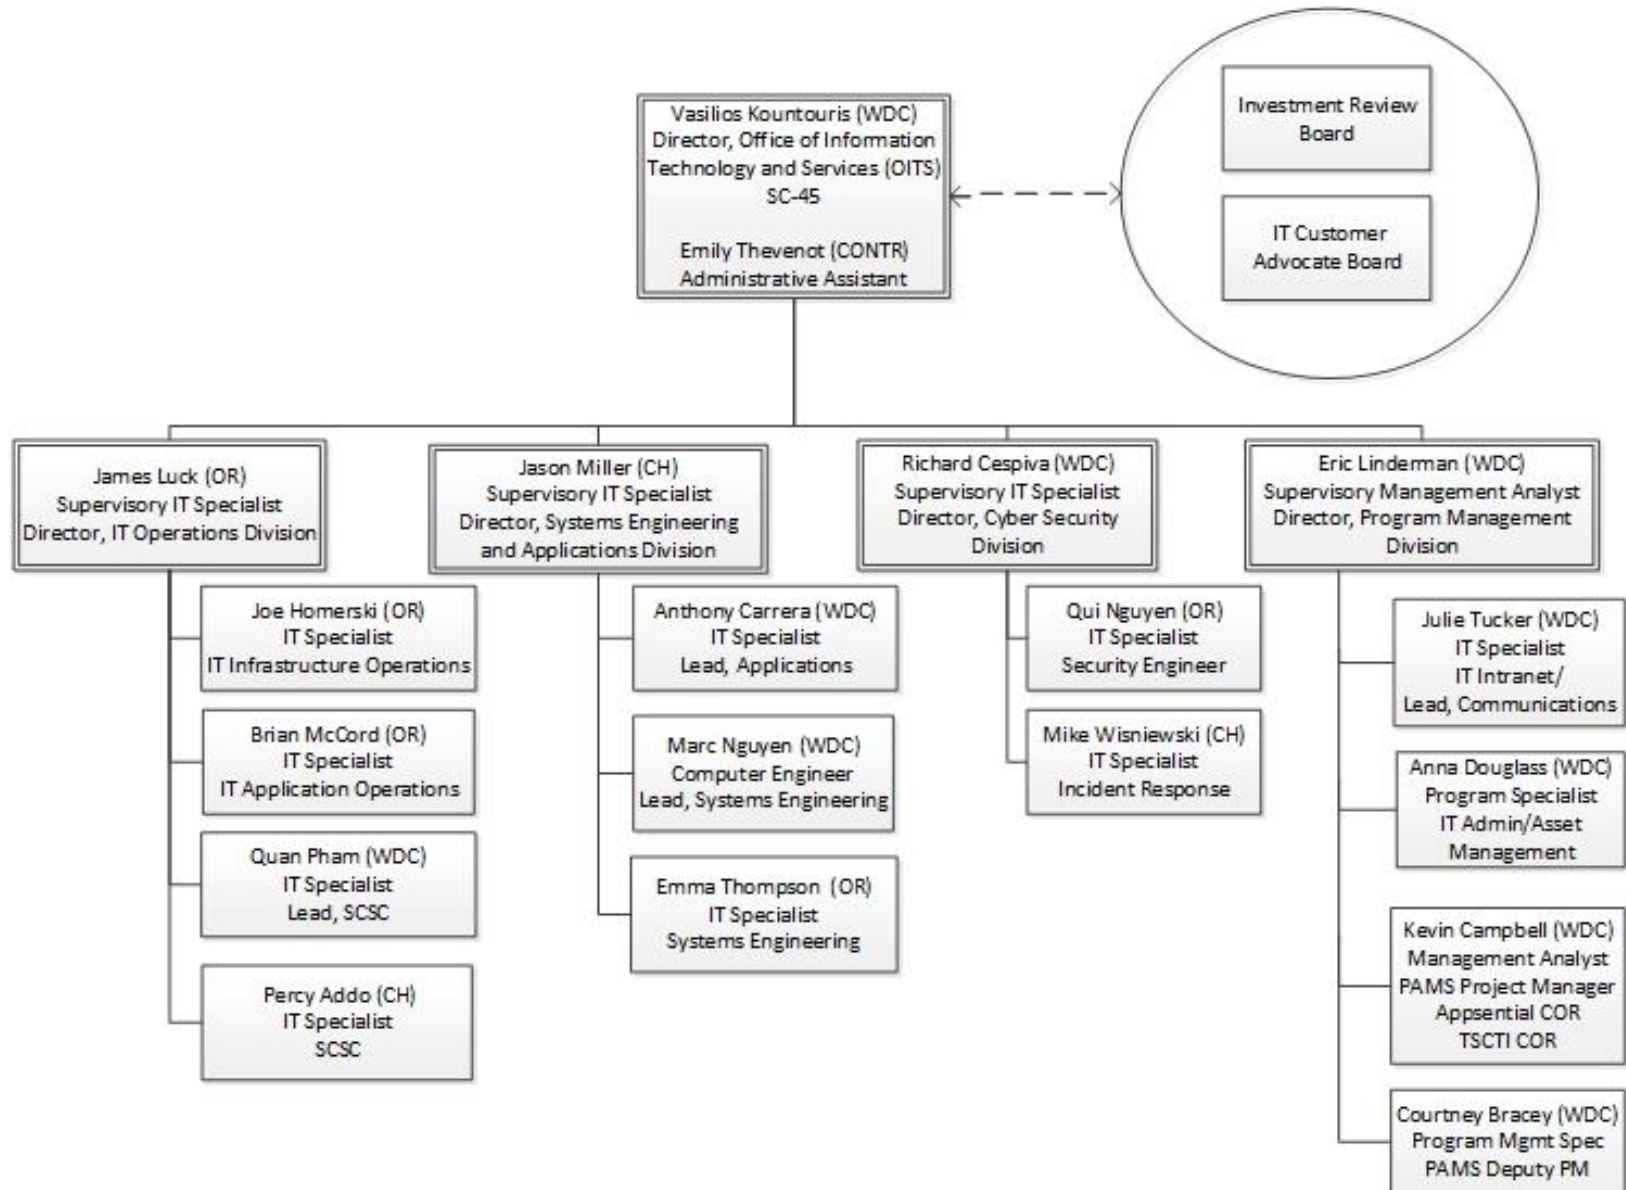 Vasilios Kountouris (WDC)
Director, Office of Information
Technology and Services (OITS)
SC-45
Emily Thevenot (CONTR)
Administrative Assistant
Investment Review
Board
IT Customer
Advocate Board
James Luck (OR)
Supervisory IT Specialist
Director, IT Operations Division
Joe Homerski (OR)
IT Specialist
IT Infrastructure Operations
Brian McCord (OR)
IT Specialist
IT Application Operations
Quan Pham (WDC)
IT Specialist
Lead, SCSC
Percy Addo (CH)
IT Specialist
SCSC
Jason Miller (CH)
Supervisory IT Specialist
Director, Systems Engineering
and Applications Division
Anthony Carrera (WDC)
IT Specialist
Lead, Applications
Marc Nguyen (WDC)
Computer Engineer
Lead, Systems Engineering
Emma Thompson (OR)
IT Specialist
Systems Engineering
Richard Cespiva (WDC)
Supervisory IT Specialist
Director, Cyber Security
Division
Qui Nguyen (OR)
IT Specialist
Security Engineer
Mike Wisniewski (CH)
IT Specialist
Incident Response
Eric Linderman (WDC)
Supervisory Management Analyst
Director, Program Management
Division
Julie Tucker (WDC)
IT Specialist
IT Intranet/
Lead, Communications
Anna Douglass (WDC)
Program Specialist
IT Admin/Asset
Management
Kevin Campbell (WDC)
Management Analyst
PAMS Project Manager
Appsential COR
TSCTI COR
Courtney Bracey (WDC)
Program Mgmt Spec
PAMS Deputy PM